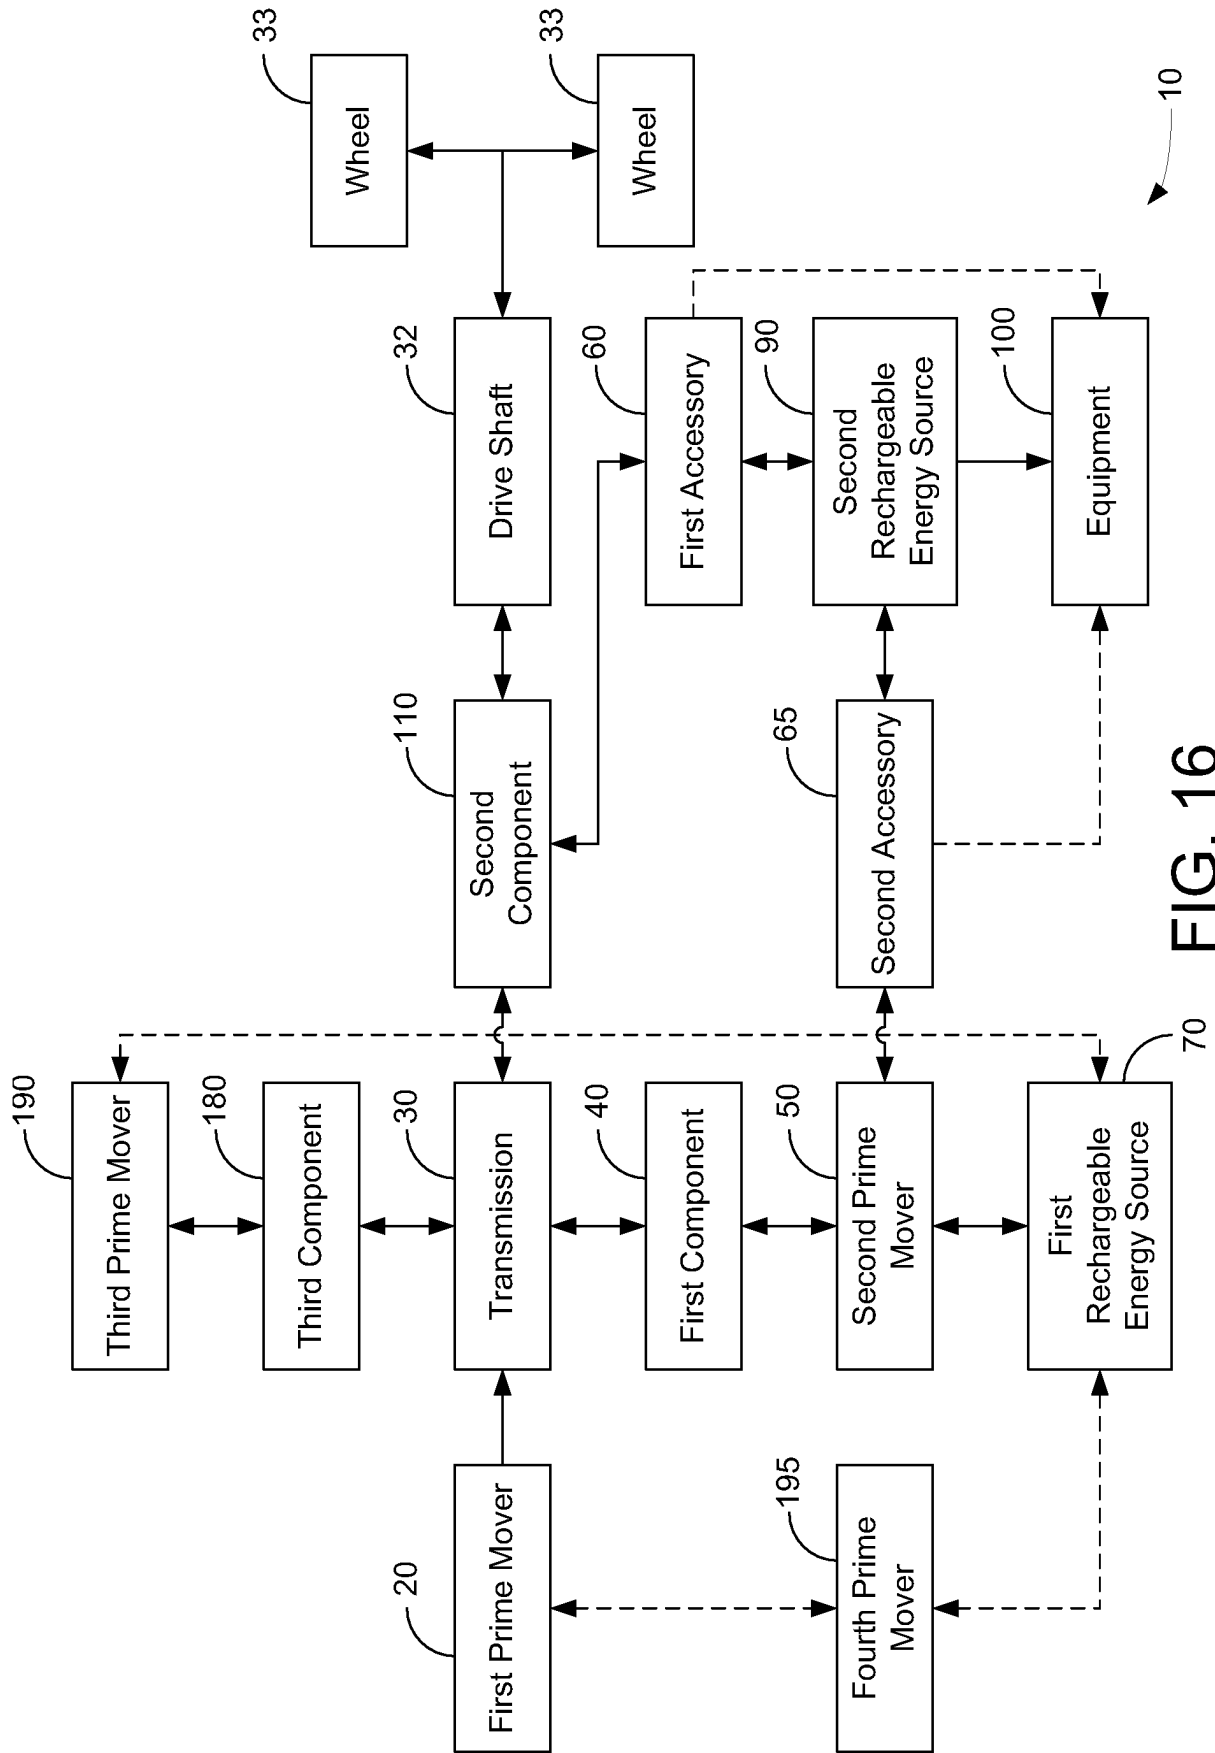 190
Third Prime Mover
180
Third Component
33
Wheel
20
First Prime Mover
30
Transmission
110
Second
Component
32
Drive Shaft
33
Wheel
40
First Component
60
First Accessory
195
Fourth Prime
Mover
50
Second Prime
Mover
65
Second Accessory
90
Second
Rechargeable
Energy Source
First
Rechargeable
Energy Source
70
100
Equipment
10
FIG. 16